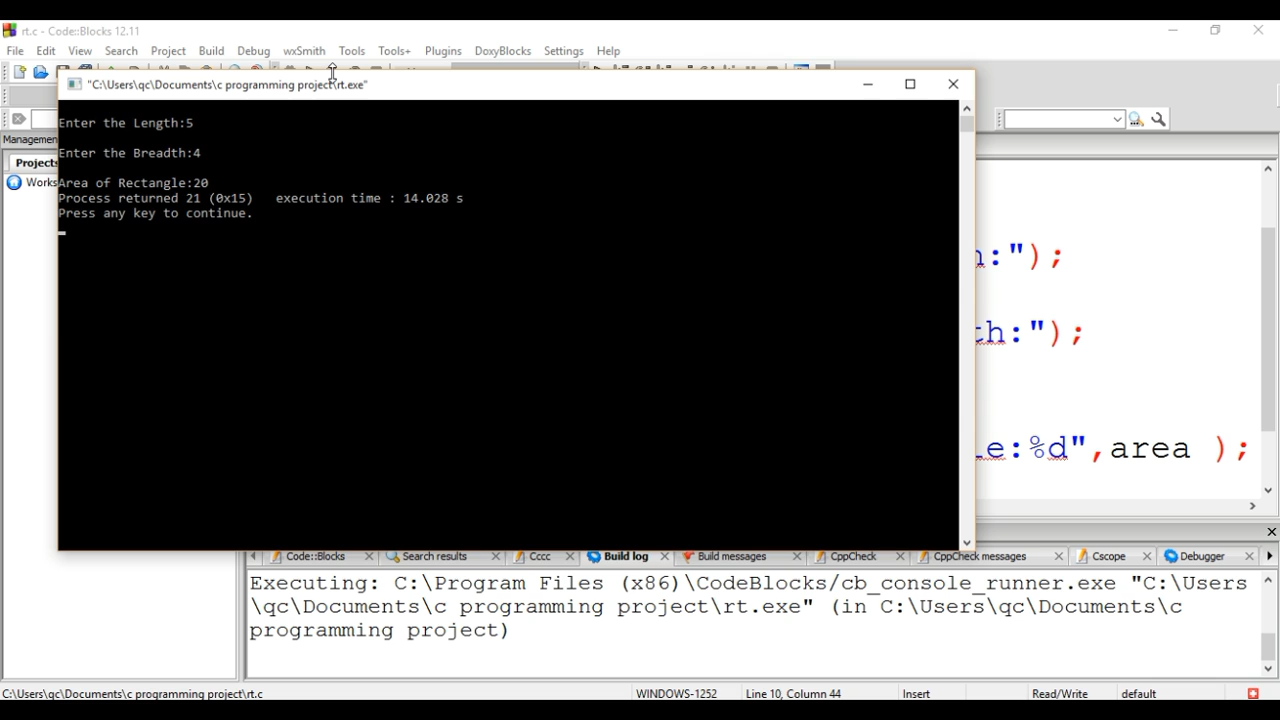 rt.c - Code::Blocks 12.11
File Edit View Search Project Build Debug wxSmith Tools Tools+ Plugins DoxyBlocks Settings Help
"C:\Users\qc\Documents\c programming project\rt.exe"
Enter the Length:5
Enter the Breadth:4
Area of Rectangle:20
Process returned 21 (0x15)   execution time : 14.028 s
Press any key to continue.
Managemen
Projects
Works
:");
th:");
le:%d",area );
Code::Blocks Search results Cccc Build log Build messages CppCheck CppCheck messages Cscope Debugger
Executing: C:\Program Files (x86)\CodeBlocks/cb_console_runner.exe "C:\Users
\qc\Documents\c programming project\rt.exe" (in C:\Users\qc\Documents\c
programming project)
C:\Users\qc\Documents\c programming project\rt.c WINDOWS-1252 Line 10, Column 44 Insert Read/Write default